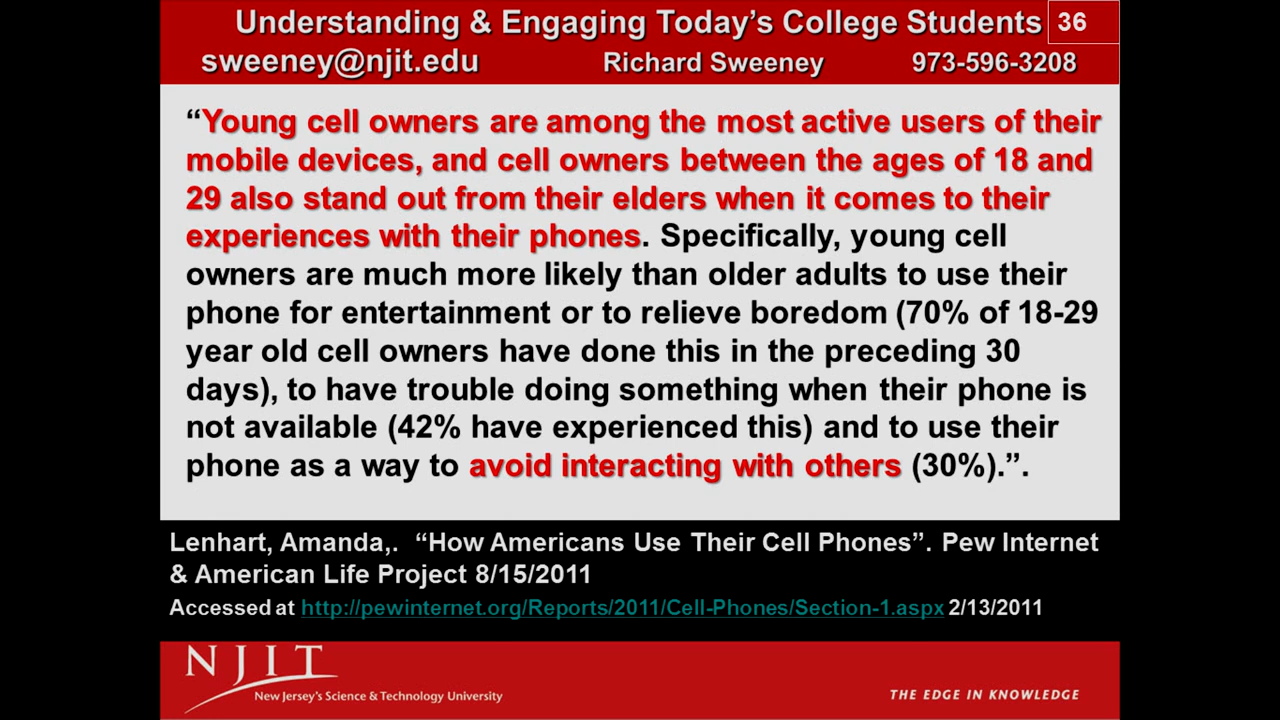 Understanding & Engaging Today's College Students 36
sweeney@njit.edu Richard Sweeney 973-596-3208
“Young cell owners are among the most active users of their
mobile devices, and cell owners between the ages of 18 and
29 also stand out from their elders when it comes to their
experiences with their phones. Specifically, young cell
owners are much more likely than older adults to use their
phone for entertainment or to relieve boredom (70% of 18-29
year old cell owners have done this in the preceding 30
days), to have trouble doing something when their phone is
not available (42% have experienced this) and to use their
phone as a way to avoid interacting with others (30%).”.
Lenhart, Amanda,. “How Americans Use Their Cell Phones”. Pew Internet
& American Life Project 8/15/2011
Accessed at http://pewinternet.org/Reports/2011/Cell-Phones/Section-1.aspx 2/13/2011
NJIT
New Jersey's Science & Technology University
THE EDGE IN KNOWLEDGE